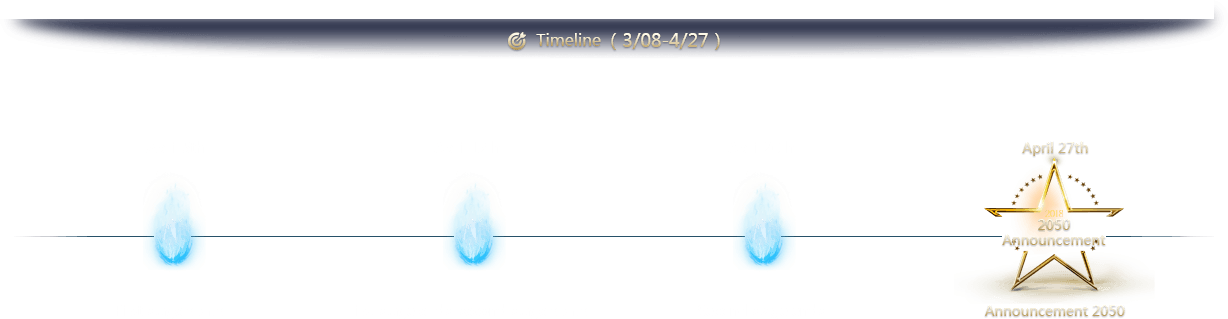 Timeline ( 3/08-4/27 )
April 27th
2050
Announcement
Announcement 2050